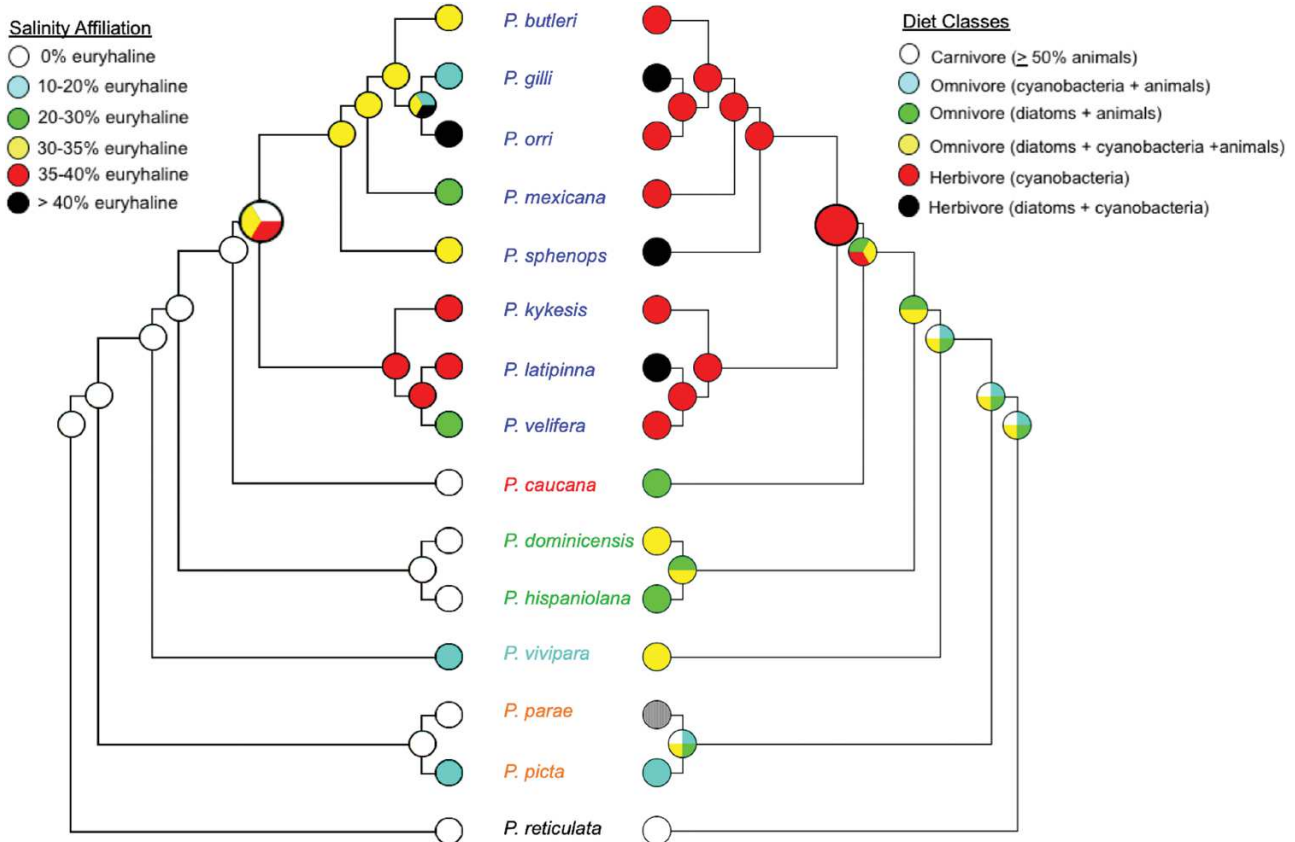 Salinity Affiliation
0% euryhaline
10-20% euryhaline
20-30% euryhaline
30-35% euryhaline
35-40% euryhaline
> 40% euryhaline
P. butleri
P. gilli
P. orri
P. mexicana
P. sphenops
P. kykesis
P. latipinna
P. velifera
P. caucana
P. dominicensis
P. hispaniolana
P. vivipara
P. parae
P. picta
P. reticulata
Diet Classes
Carnivore (≥ 50% animals)
Omnivore (cyanobacteria + animals)
Omnivore (diatoms + animals)
Omnivore (diatoms + cyanobacteria +animals)
Herbivore (cyanobacteria)
Herbivore (diatoms + cyanobacteria)